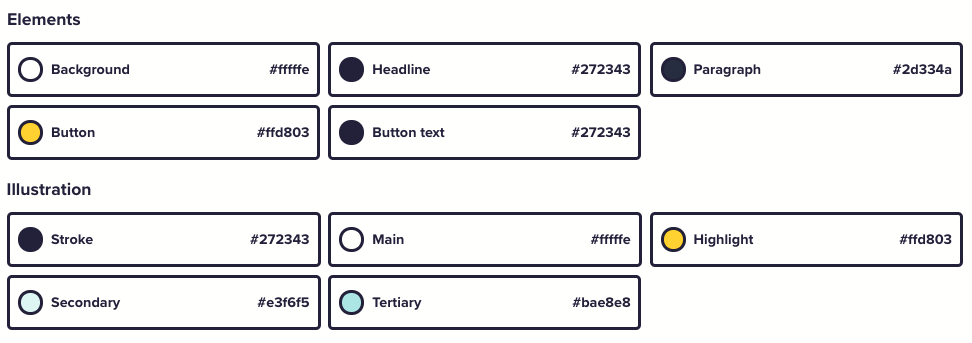 Elements
Background #fffffe Headline #272343 Paragraph #2d334a
Button #ffd803 Button text #272343
Illustration
Stroke #272343 Main #fffffe Highlight #ffd803
Secondary #e3f6f5 Tertiary #bae8e8